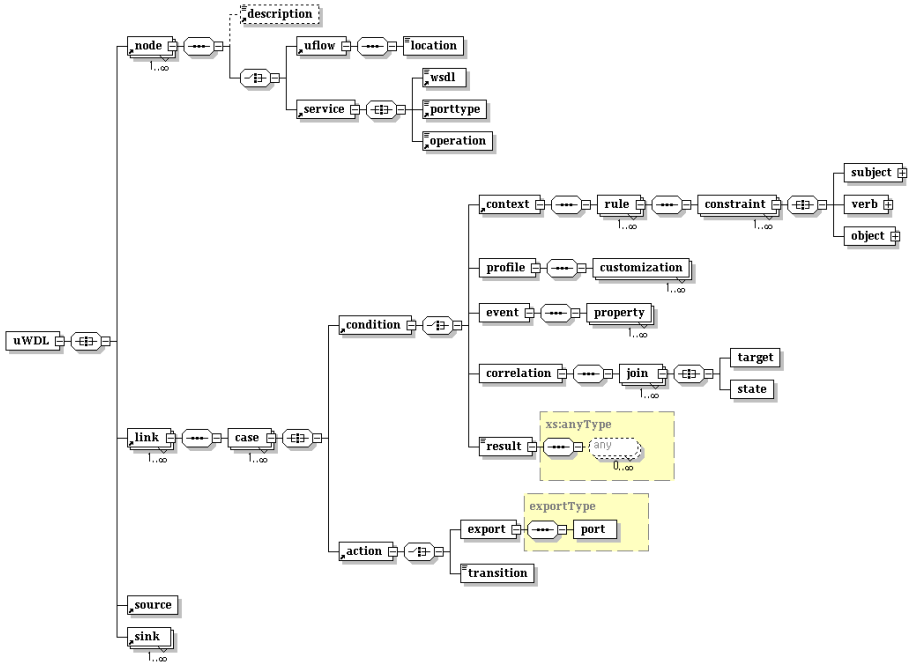 description
node
1..∞
uflow
location
wsdl
service
porttype
operation
subject
context
rule
constraint
verb
1..∞
1..∞
object
profile
customization
1..∞
event
property
1..∞
condition
uWDL
target
correlation
join
state
1..∞
xs:anyType
link
case
result
any
1..∞
1..∞
0..∞
exportType
export
port
action
transition
source
sink
1..∞